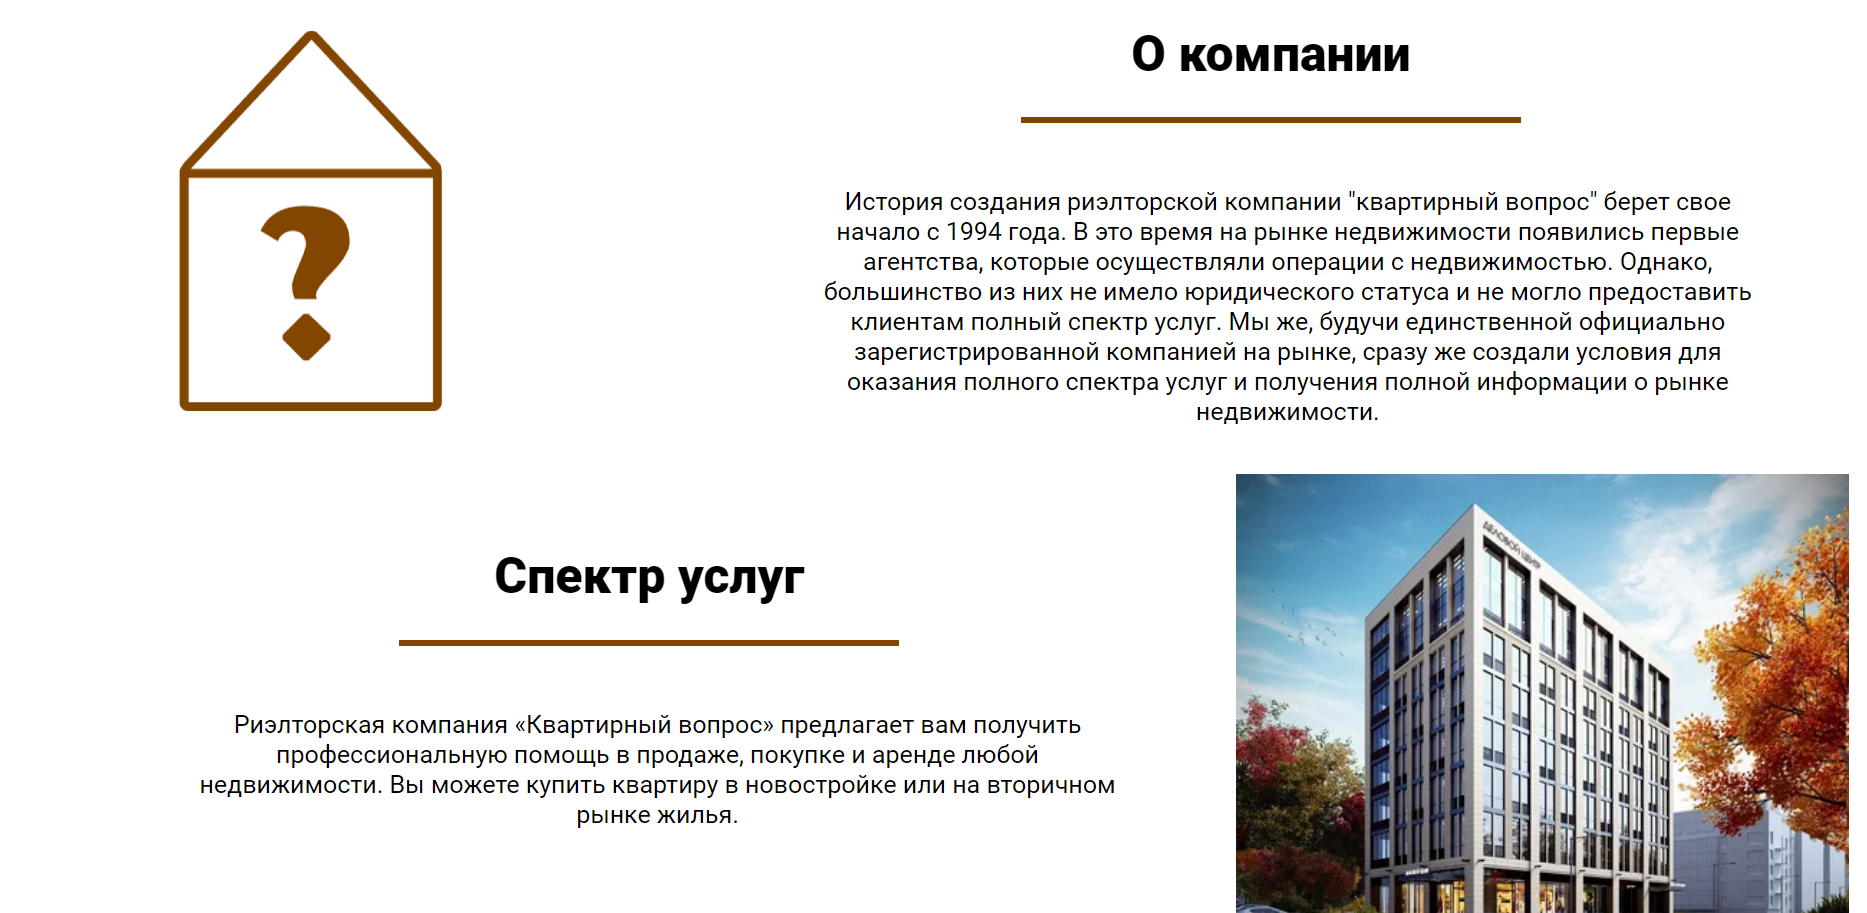 О компании
История создания риэлторской компании "квартирный вопрос" берет свое
начало с 1994 года. В это время на рынке недвижимости появились первые
агентства, которые осуществляли операции с недвижимостью. Однако,
большинство из них не имело юридического статуса и не могло предоставить
клиентам полный спектр услуг. Мы же, будучи единственной официально
зарегистрированной компанией на рынке, сразу же создали условия для
оказания полного спектра услуг и получения полной информации о рынке
недвижимости.
?
ДЕЛОВОЙ ЦЕНТР
Спектр услуг
Риэлторская компания «Квартирный вопрос» предлагает вам получить
профессиональную помощь в продаже, покупке и аренде любой
недвижимости. Вы можете купить квартиру в новостройке или на вторичном
рынке жилья.